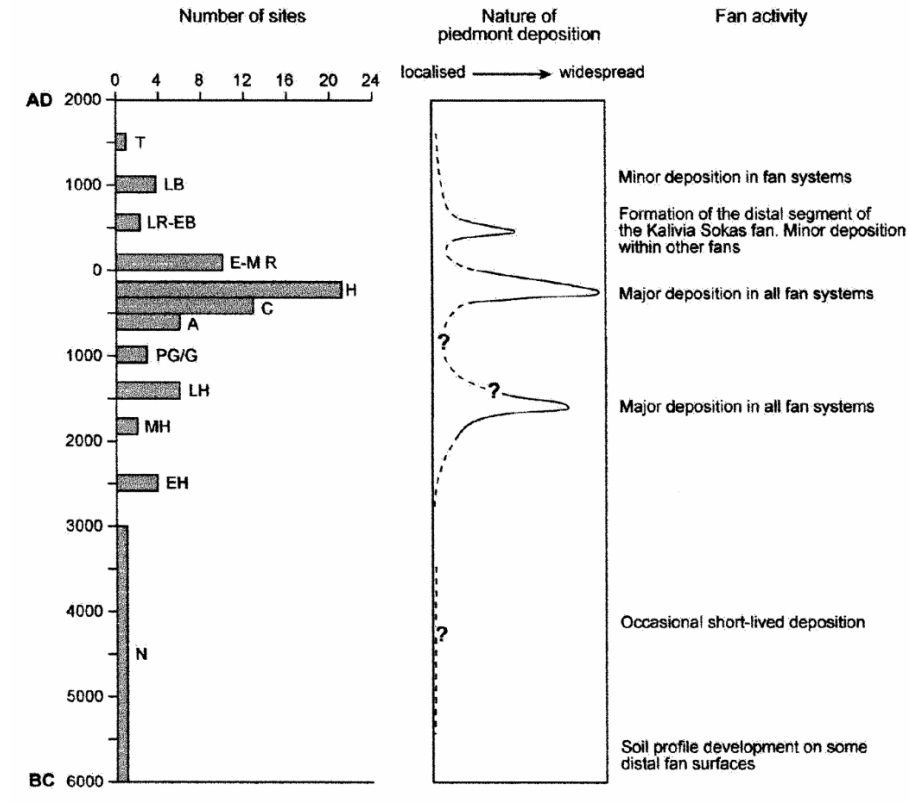 Number of sites
Nature of
piedmont deposition
Fan activity
localised
widespread
0 4 8 12 16 20 24
AD 2000
T
1000
LB
LR-EB
0
E-M R
H
C
A
1000
PG/G
LH
MH
2000
EH
3000
4000
N
5000
BC 6000
?
?
?
Minor deposition in fan systems
Formation of the distal segment of
the Kalivia Sokas fan. Minor deposition
within other fans
Major deposition in all fan systems
Major deposition in all fan systems
Occasional short-lived deposition
Soil profile development on some
distal fan surfaces